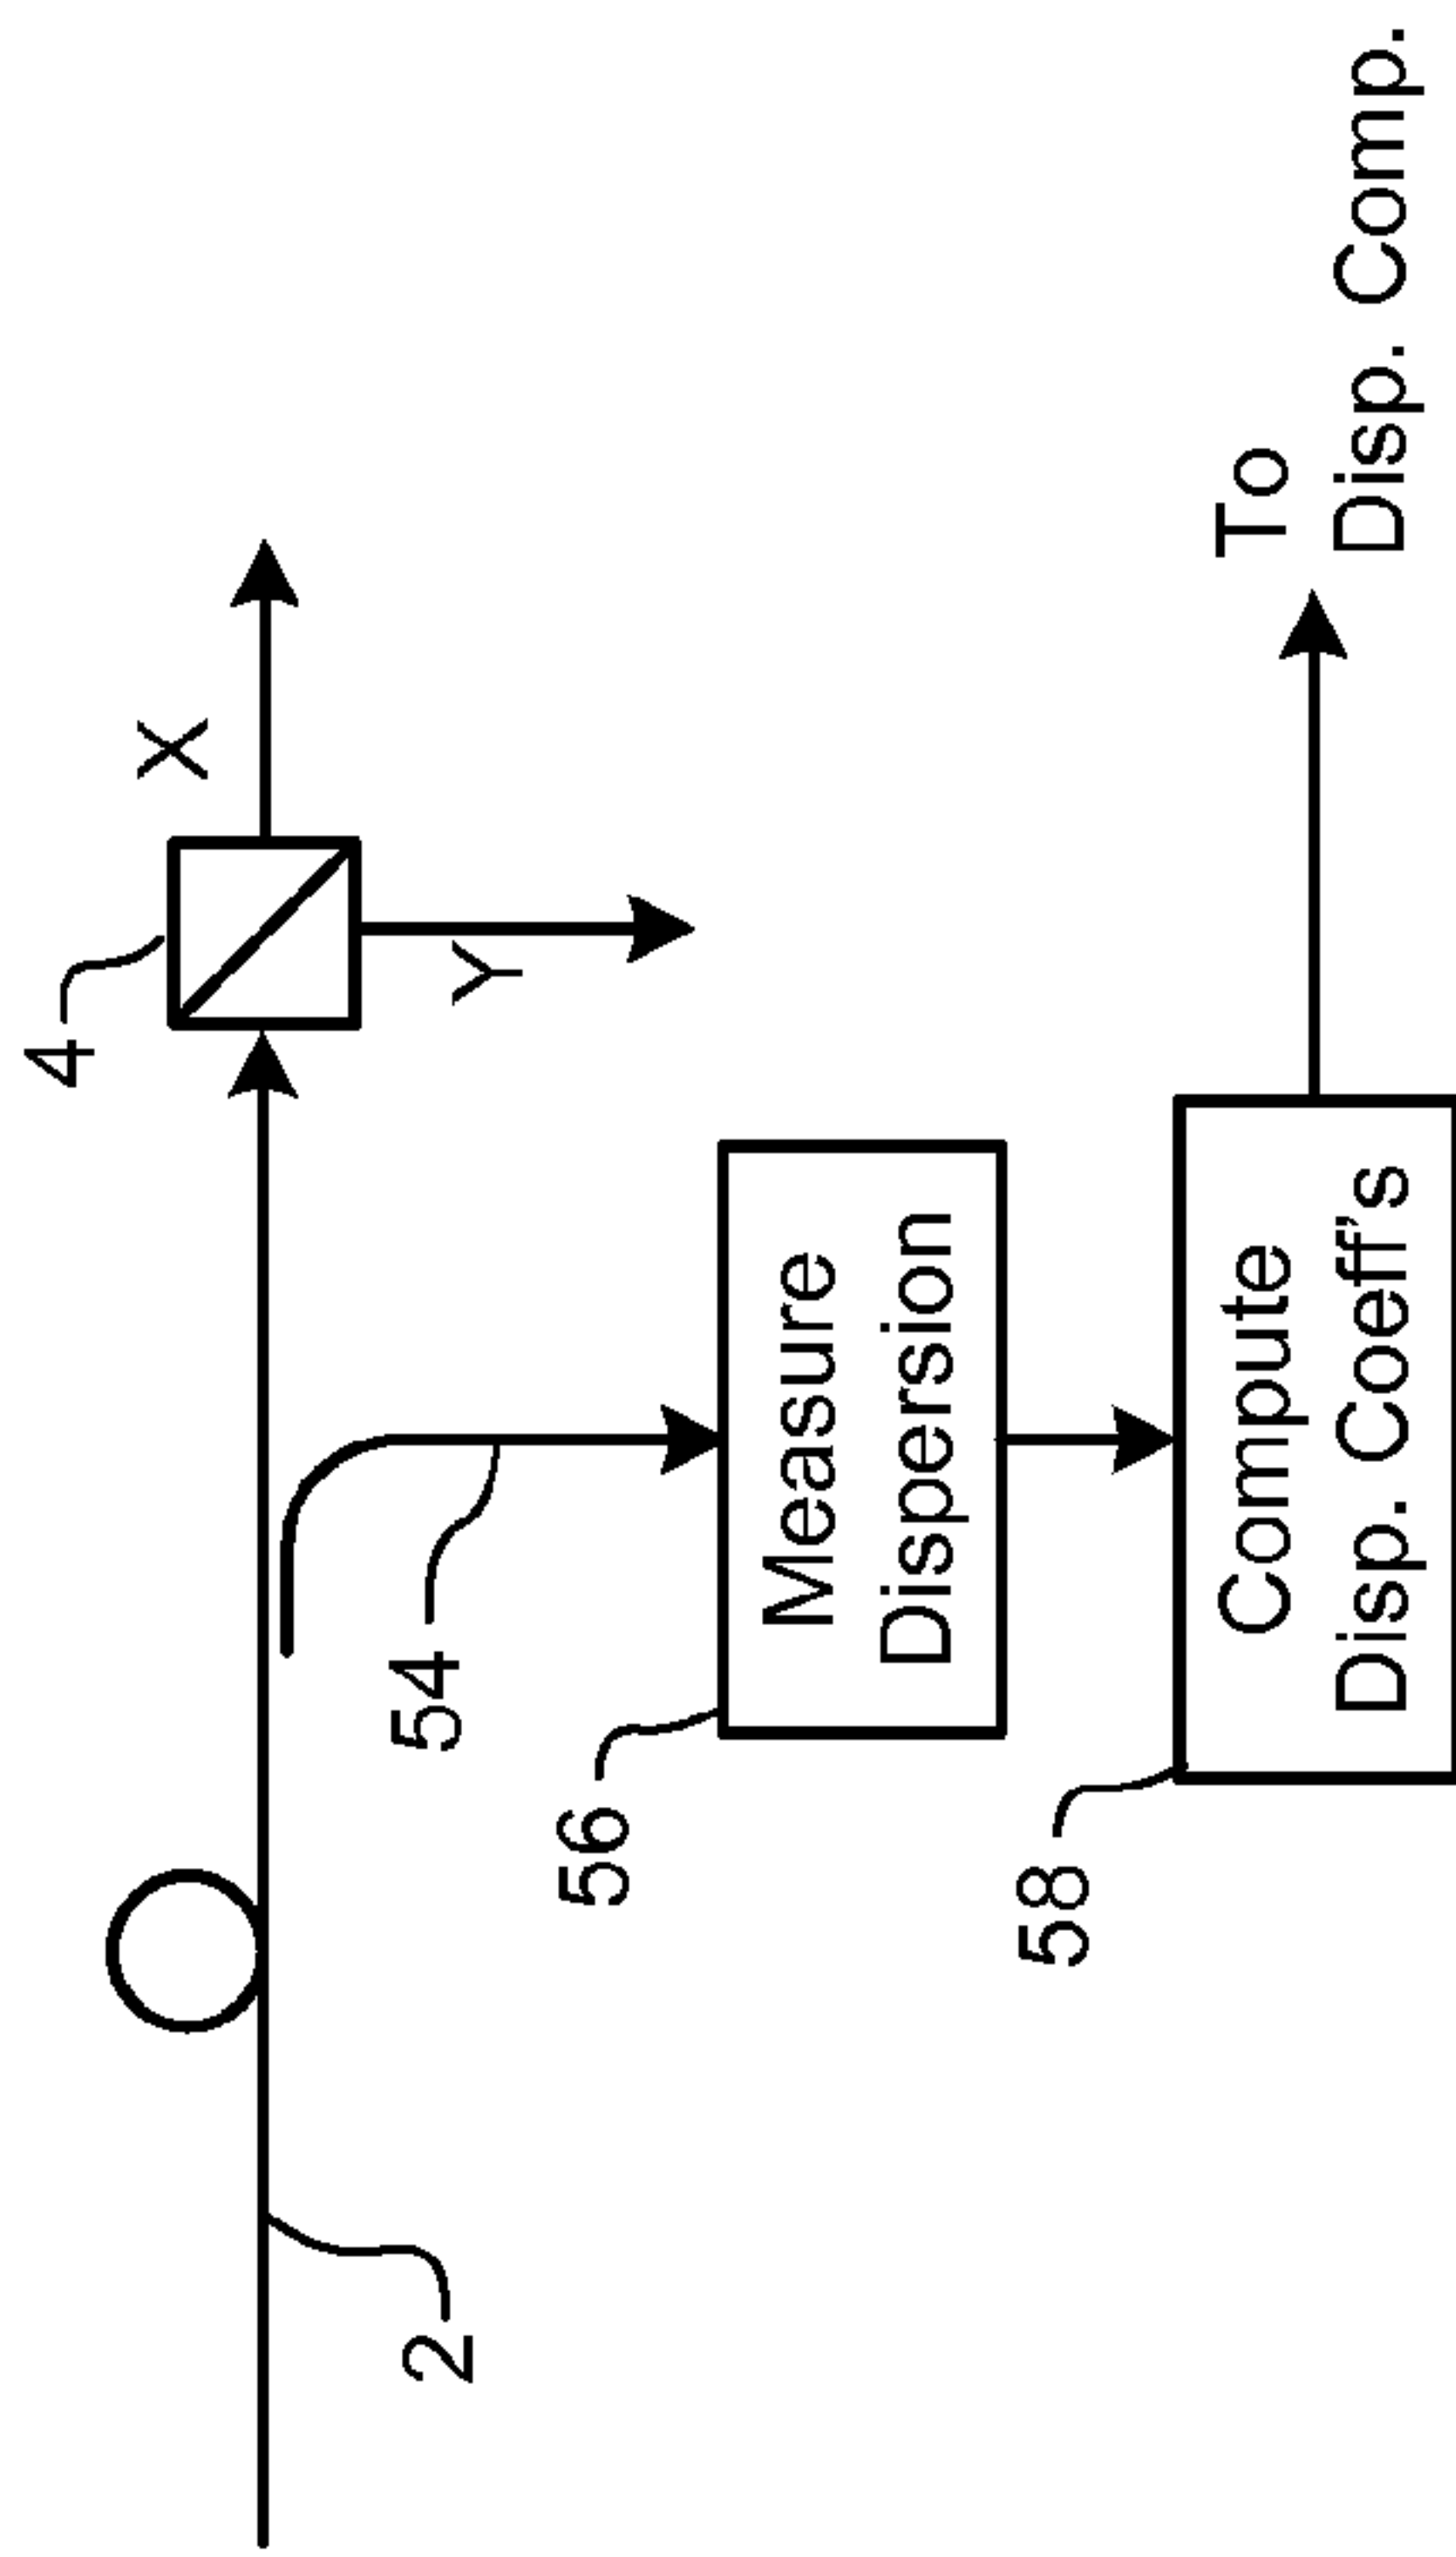 4
X
Y
2
54
56
Measure
Dispersion
58
Compute
Disp. Coeff's
To
Disp. Comp.